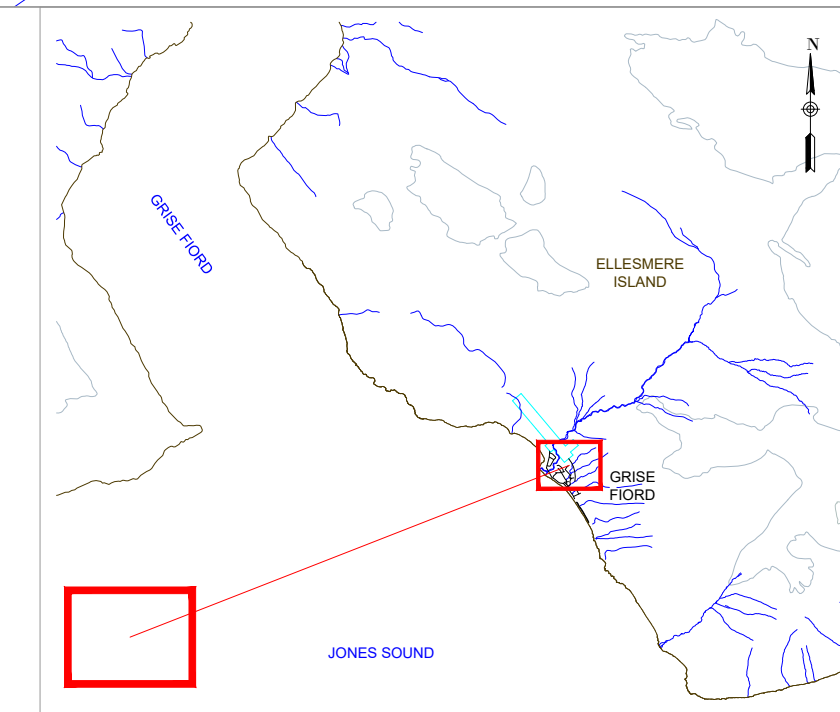 N
GRISE FIORD
ELLESMERE
ISLAND
GRISE
FIORD
JONES SOUND